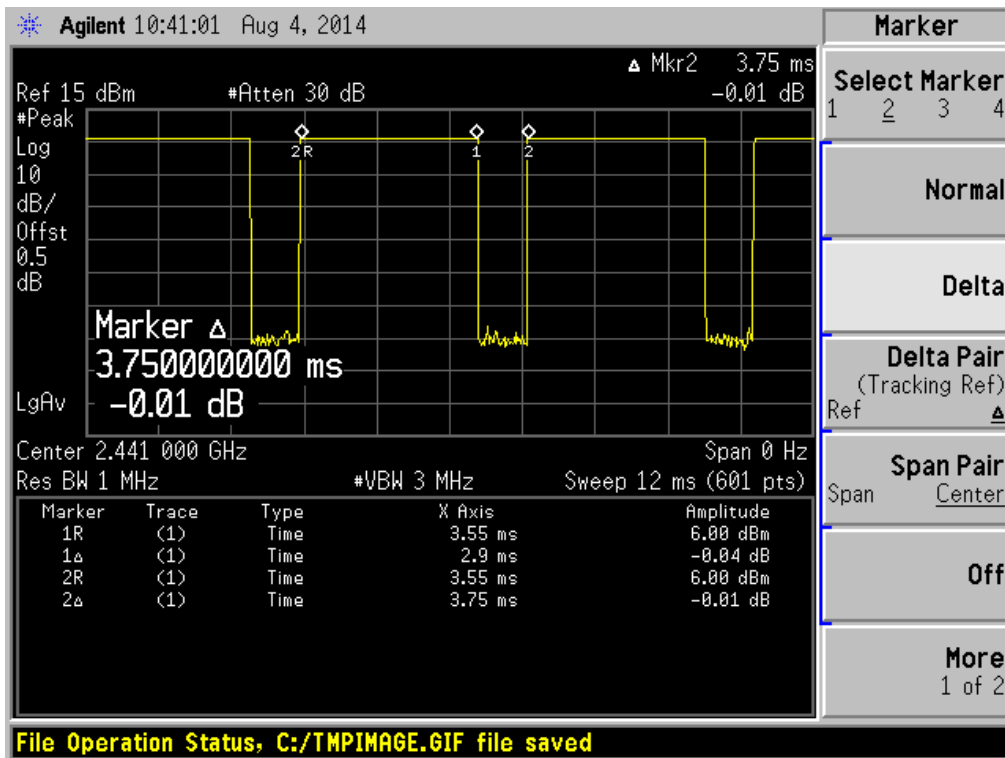 Agilent 10:41:01 Aug 4, 2014
Δ Mkr2 3.75 ms
Ref 15 dBm #Atten 30 dB -0.01 dB
#Peak
Log
10
dB/
Offst
0.5
dB
2R 1 2
Marker Δ
3.750000000 ms
-0.01 dB
LgAv
Center 2.441 000 GHz Span 0 Hz
Res BW 1 MHz #VBW 3 MHz Sweep 12 ms (601 pts)
Marker Trace Type X Axis Amplitude
1R (1) Time 3.55 ms 6.00 dBm
1Δ (1) Time 2.9 ms -0.04 dB
2R (1) Time 3.55 ms 6.00 dBm
2Δ (1) Time 3.75 ms -0.01 dB
File Operation Status, C:/TMPIMAGE.GIF file saved
Marker
Select Marker
1 2 3 4
Normal
Delta
Delta Pair
(Tracking Ref)
Ref Δ
Span Pair
Span Center
Off
More
1 of 2